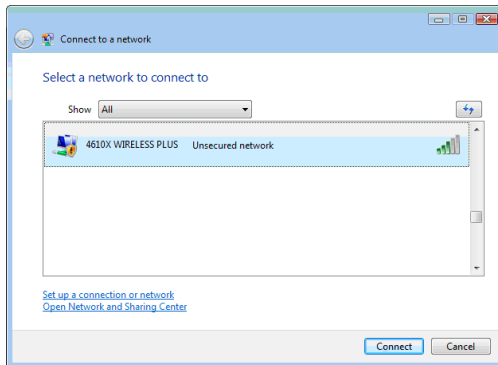 Connect to a network
Select a network to connect to
Show All
4610X WIRELESS PLUS Unsecured network
Set up a connection or network
Open Network and Sharing Center
Connect Cancel